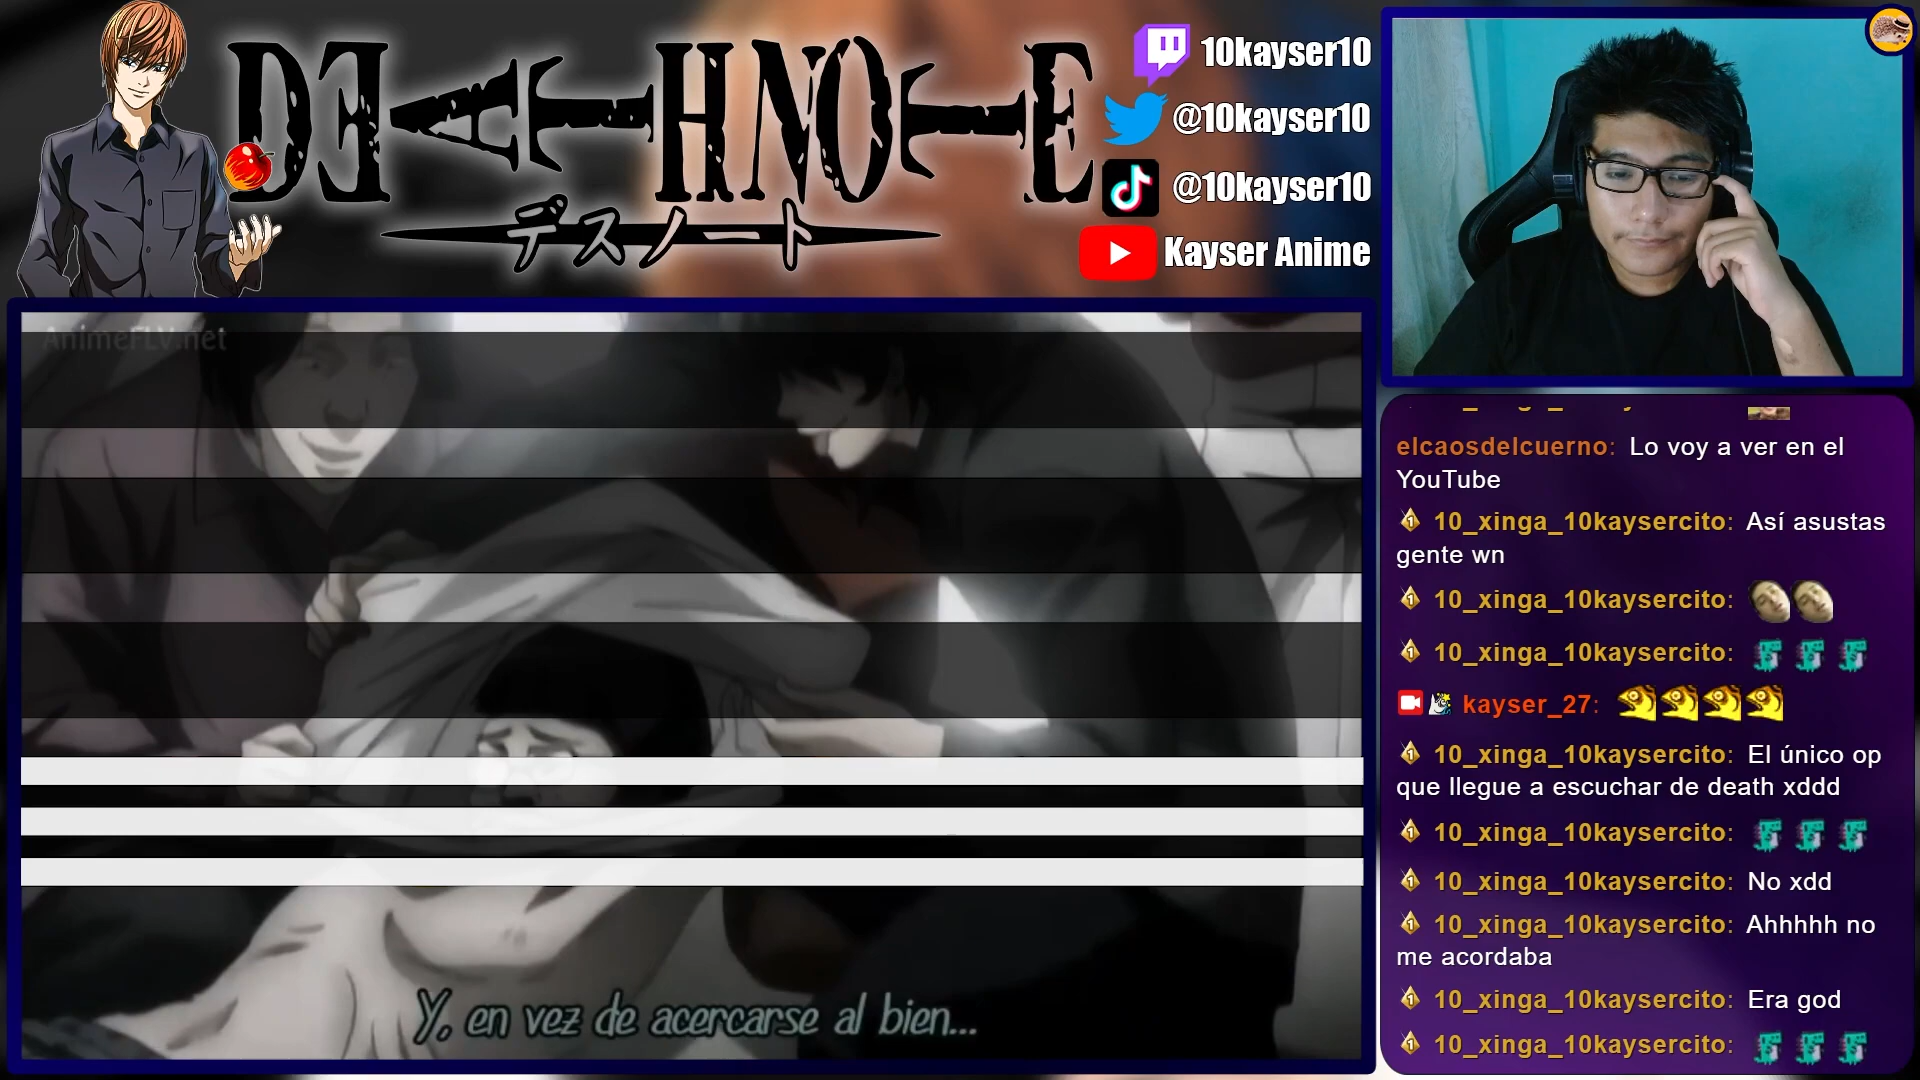 DEATH NOTE
デスノート
10kayser10
@10kayser10
@10kayser10
Kayser Anime
AnimeFLV.net
Y, en vez de acercarse al bien...
elcaosdelcuerno: Lo voy a ver en el
YouTube
10_xinga_10kaysercito: Así asustas
gente wn
10_xinga_10kaysercito:
10_xinga_10kaysercito:
kayser_27:
10_xinga_10kaysercito: El único op
que llegue a escuchar de death xddd
10_xinga_10kaysercito:
10_xinga_10kaysercito: No xdd
10_xinga_10kaysercito: Ahhhhh no
me acordaba
10_xinga_10kaysercito: Era god
10_xinga_10kaysercito: